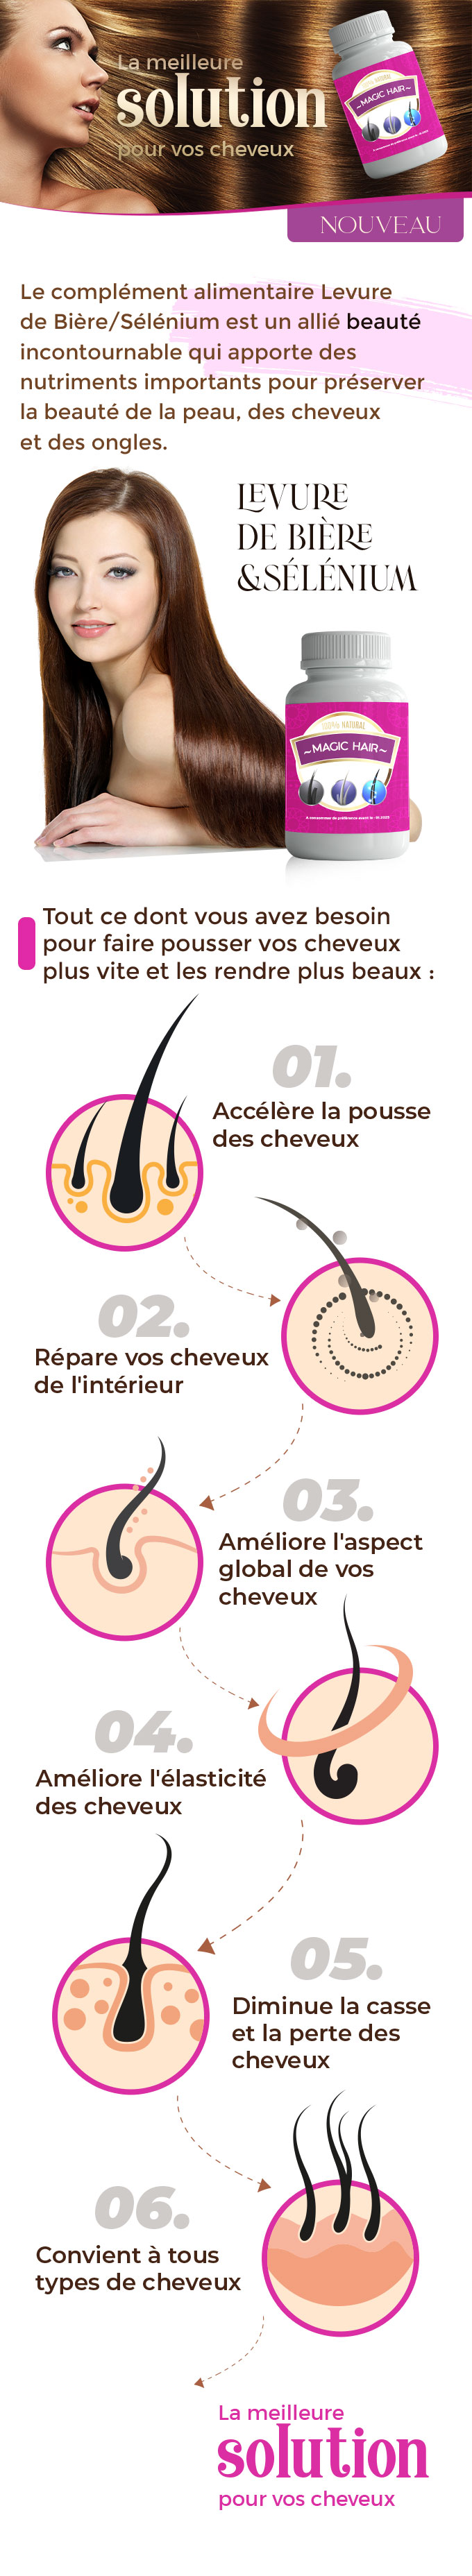 La meilleure
solution
pour vos cheveux
100% NATURAL
~MAGIC HAIR~
NOUVEAU
Le complément alimentaire Levure
de Bière/Sélénium est un allié beauté
incontournable qui apporte des
nutriments importants pour préserver
la beauté de la peau, des cheveux
et des ongles.
LEVURE
DE BIÈRE
&SÉLÉNIUM
100% NATURAL
~MAGIC HAIR~
Tout ce dont vous avez besoin
pour faire pousser vos cheveux
plus vite et les rendre plus beaux :
01.
Accélère la pousse
des cheveux
02.
Répare vos cheveux
de l'intérieur
03.
Améliore l'aspect
global de vos
cheveux
04.
Améliore l'élasticité
des cheveux
05.
Diminue la casse
et la perte des
cheveux
06.
Convient à tous
types de cheveux
La meilleure
solution
pour vos cheveux